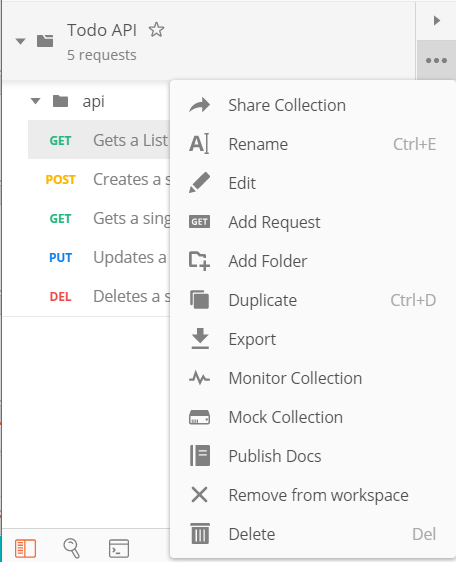 Todo API
5 requests
api
GET Gets a List
POST Creates a s
GET Gets a sing
PUT Updates a
DEL Deletes a s
Share Collection
Rename Ctrl+E
Edit
GET Add Request
Add Folder
Duplicate Ctrl+D
Export
Monitor Collection
Mock Collection
Publish Docs
Remove from workspace
Delete Del